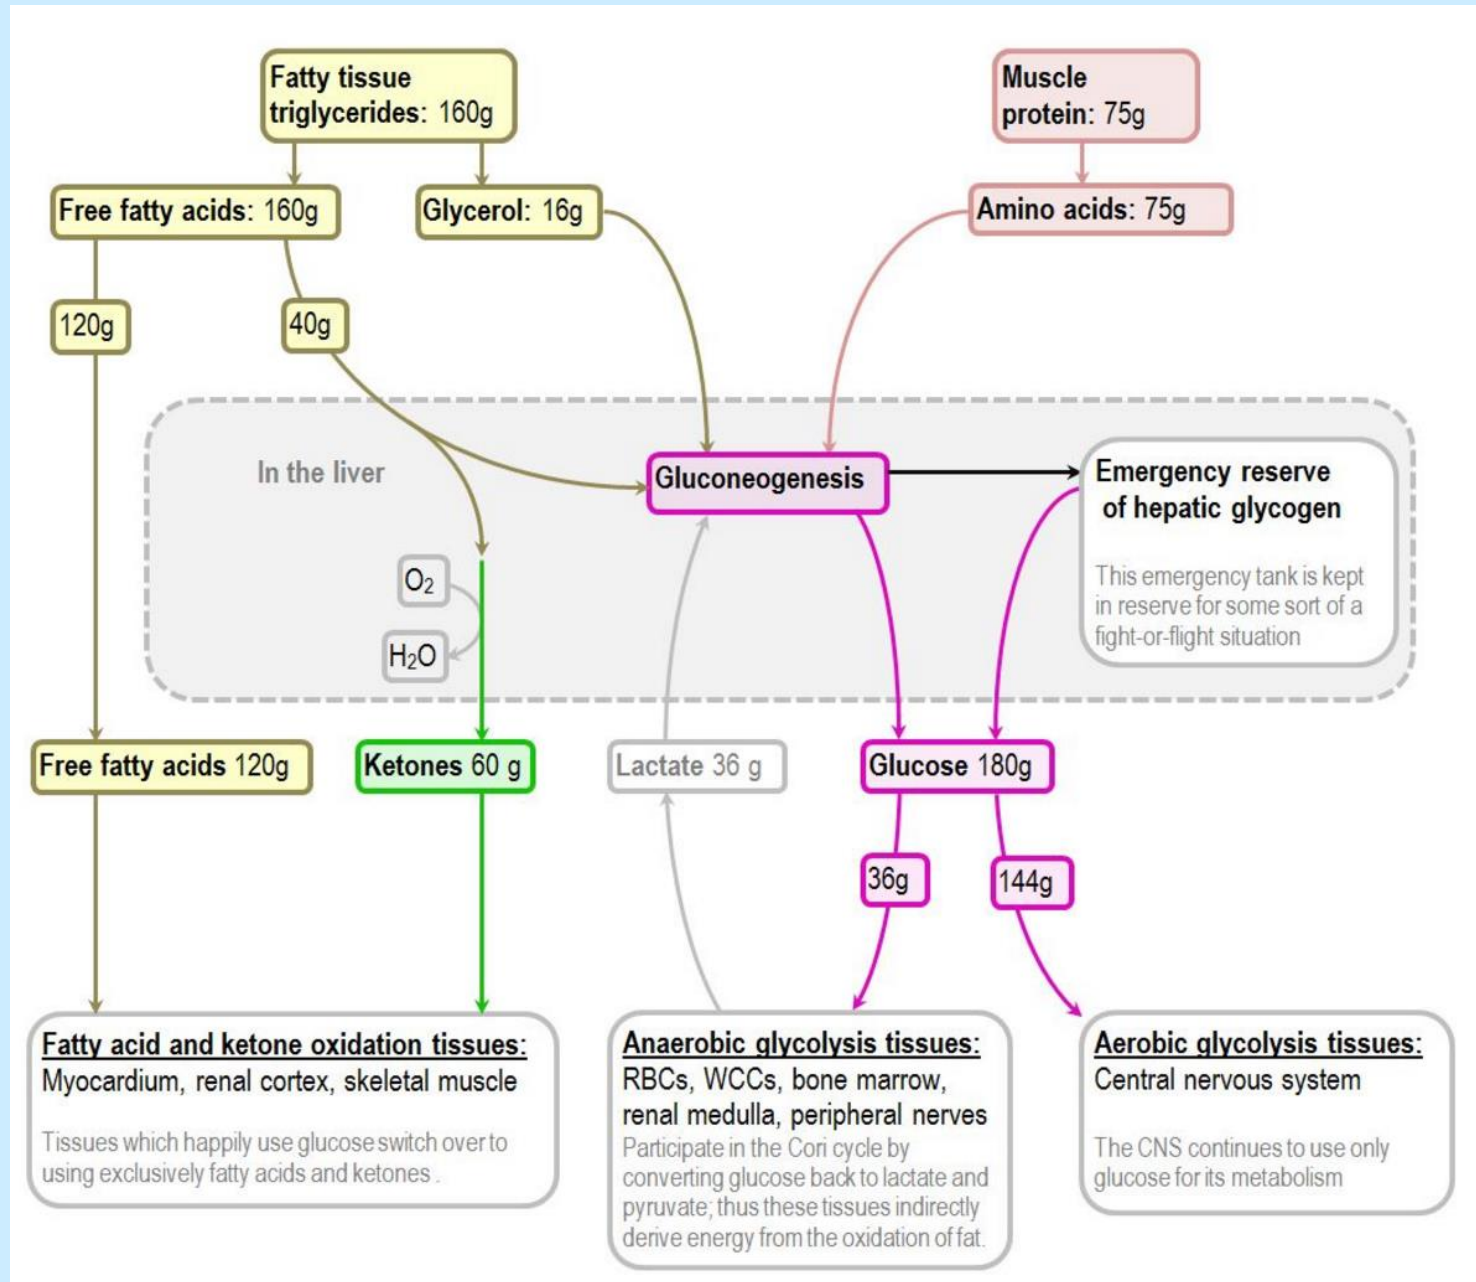 Fatty tissue
triglycerides: 160g
Muscle
protein: 75g
Free fatty acids: 160g
Glycerol: 16g
Amino acids: 75g
120g
40g
In the liver
Gluconeogenesis
Emergency reserve
of hepatic glycogen
This emergency tank is kept
in reserve for some sort of a
fight-or-flight situation
O₂
H₂O
Free fatty acids 120g
Ketones 60 g
Lactate 36 g
Glucose 180g
36g
144g
Fatty acid and ketone oxidation tissues:
Myocardium, renal cortex, skeletal muscle
Tissues which happily use glucose switch over to
using exclusively fatty acids and ketones .
Anaerobic glycolysis tissues:
RBCs, WCCs, bone marrow,
renal medulla, peripheral nerves
Participate in the Cori cycle by
converting glucose back to lactate and
pyruvate; thus these tissues indirectly
derive energy from the oxidation of fat.
Aerobic glycolysis tissues:
Central nervous system
The CNS continues to use only
glucose for its metabolism